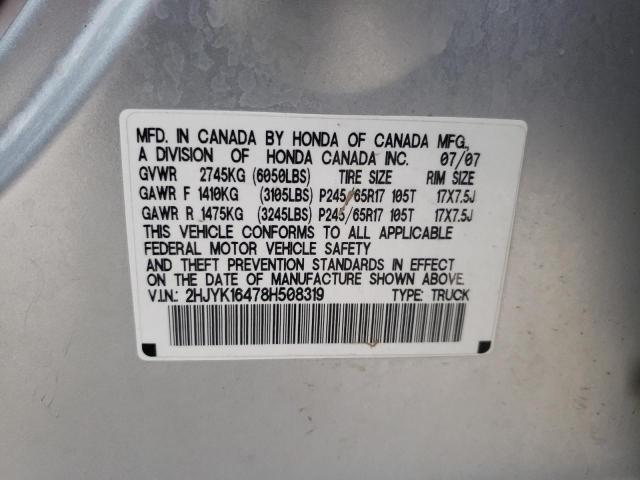 MFD. IN CANADA BY HONDA OF CANADA MFG.,
A DIVISION OF HONDA CANADA INC. 07/07
GVWR 2745KG (6050LBS) TIRE SIZE RIM SIZE
GAWR F 1410KG (3105LBS) P245/65R17 105T 17X7.5J
GAWR R 1475KG (3245LBS) P245/65R17 105T 17X7.5J
THIS VEHICLE CONFORMS TO ALL APPLICABLE
FEDERAL MOTOR VEHICLE SAFETY
AND THEFT PREVENTION STANDARDS IN EFFECT
ON THE DATE OF MANUFACTURE SHOWN ABOVE.
V.I.N.: 2HJYK16478H508319 TYPE: TRUCK